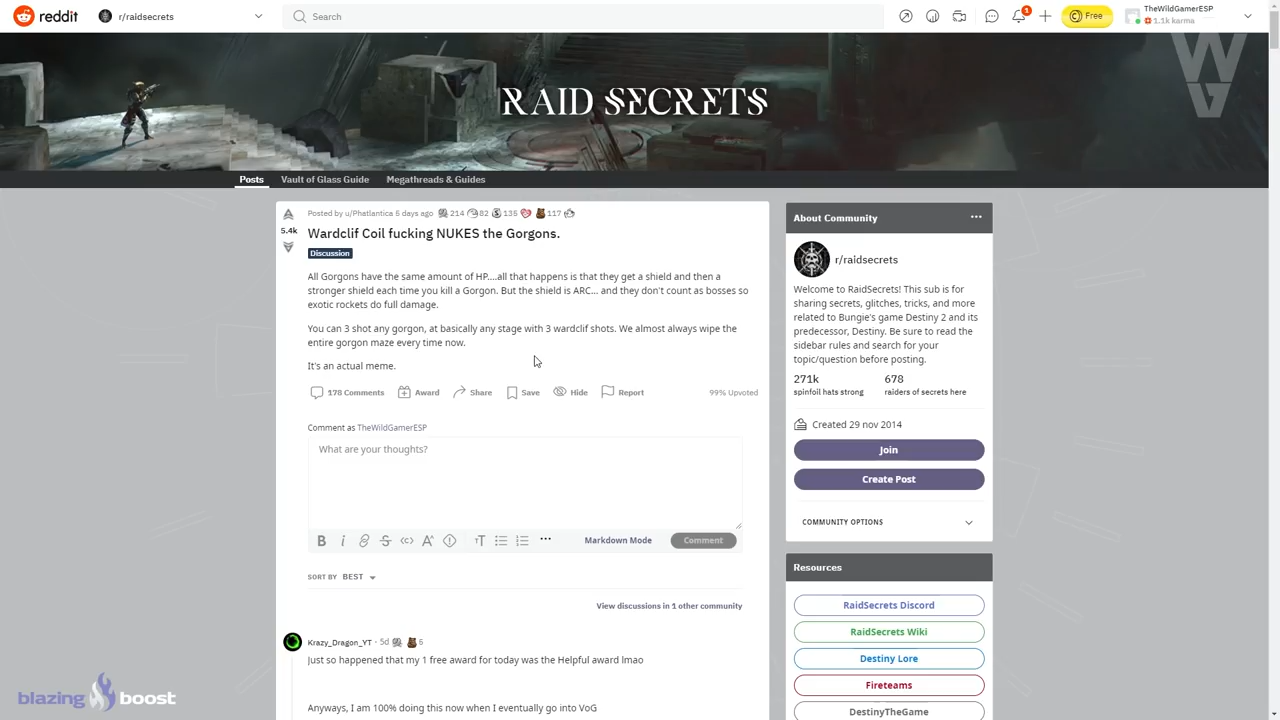 reddit
r/raidsecrets
Search
1
Free
TheWildGamerESP
1.1k karma
RAID SECRETS
Posts
Vault of Glass Guide
Megathreads & Guides
5.4k
Posted by u/Phatlantica 5 days ago 214 82 135 117
Wardclif Coil fucking NUKES the Gorgons.
Discussion
All Gorgons have the same amount of HP....all that happens is that they get a shield and then a
stronger shield each time you kill a Gorgon. But the shield is ARC... and they don't count as bosses so
exotic rockets do full damage.
You can 3 shot any gorgon, at basically any stage with 3 wardclif shots. We almost always wipe the
entire gorgon maze every time now.
It's an actual meme.
178 Comments
Award
Share
Save
Hide
Report
99% Upvoted
Comment as TheWildGamerESP
What are your thoughts?
Markdown Mode
Comment
SORT BY BEST
View discussions in 1 other community
Krazy_Dragon_YT · 5d 6
Just so happened that my 1 free award for today was the Helpful award lmao
Anyways, I am 100% doing this now when I eventually go into VoG
About Community
r/raidsecrets
Welcome to RaidSecrets! This sub is for
sharing secrets, glitches, tricks, and more
related to Bungie's game Destiny 2 and its
predecessor, Destiny. Be sure to read the
sidebar rules and search for your
topic/question before posting.
271k
spinfoil hats strong
678
raiders of secrets here
Created 29 nov 2014
Join
Create Post
COMMUNITY OPTIONS
Resources
RaidSecrets Discord
RaidSecrets Wiki
Destiny Lore
Fireteams
DestinyTheGame
blazing boost